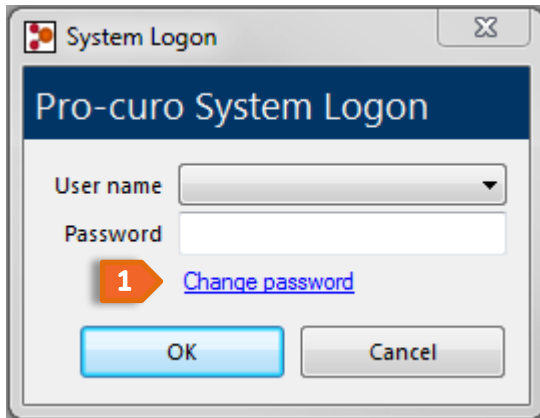 System Logon
Pro-curo System Logon
User name
Password
1 Change password
OK Cancel